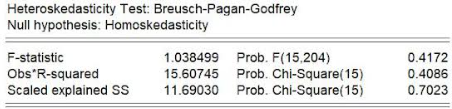 Heteroskedasticity Test: Breusch-Pagan-Godfrey
Null hypothesis: Homoskedasticity
F-statistic 1.038499 Prob. F(15,204) 0.4172
Obs*R-squared 15.60745 Prob. Chi-Square(15) 0.4086
Scaled explained SS 11.69030 Prob. Chi-Square(15) 0.7023